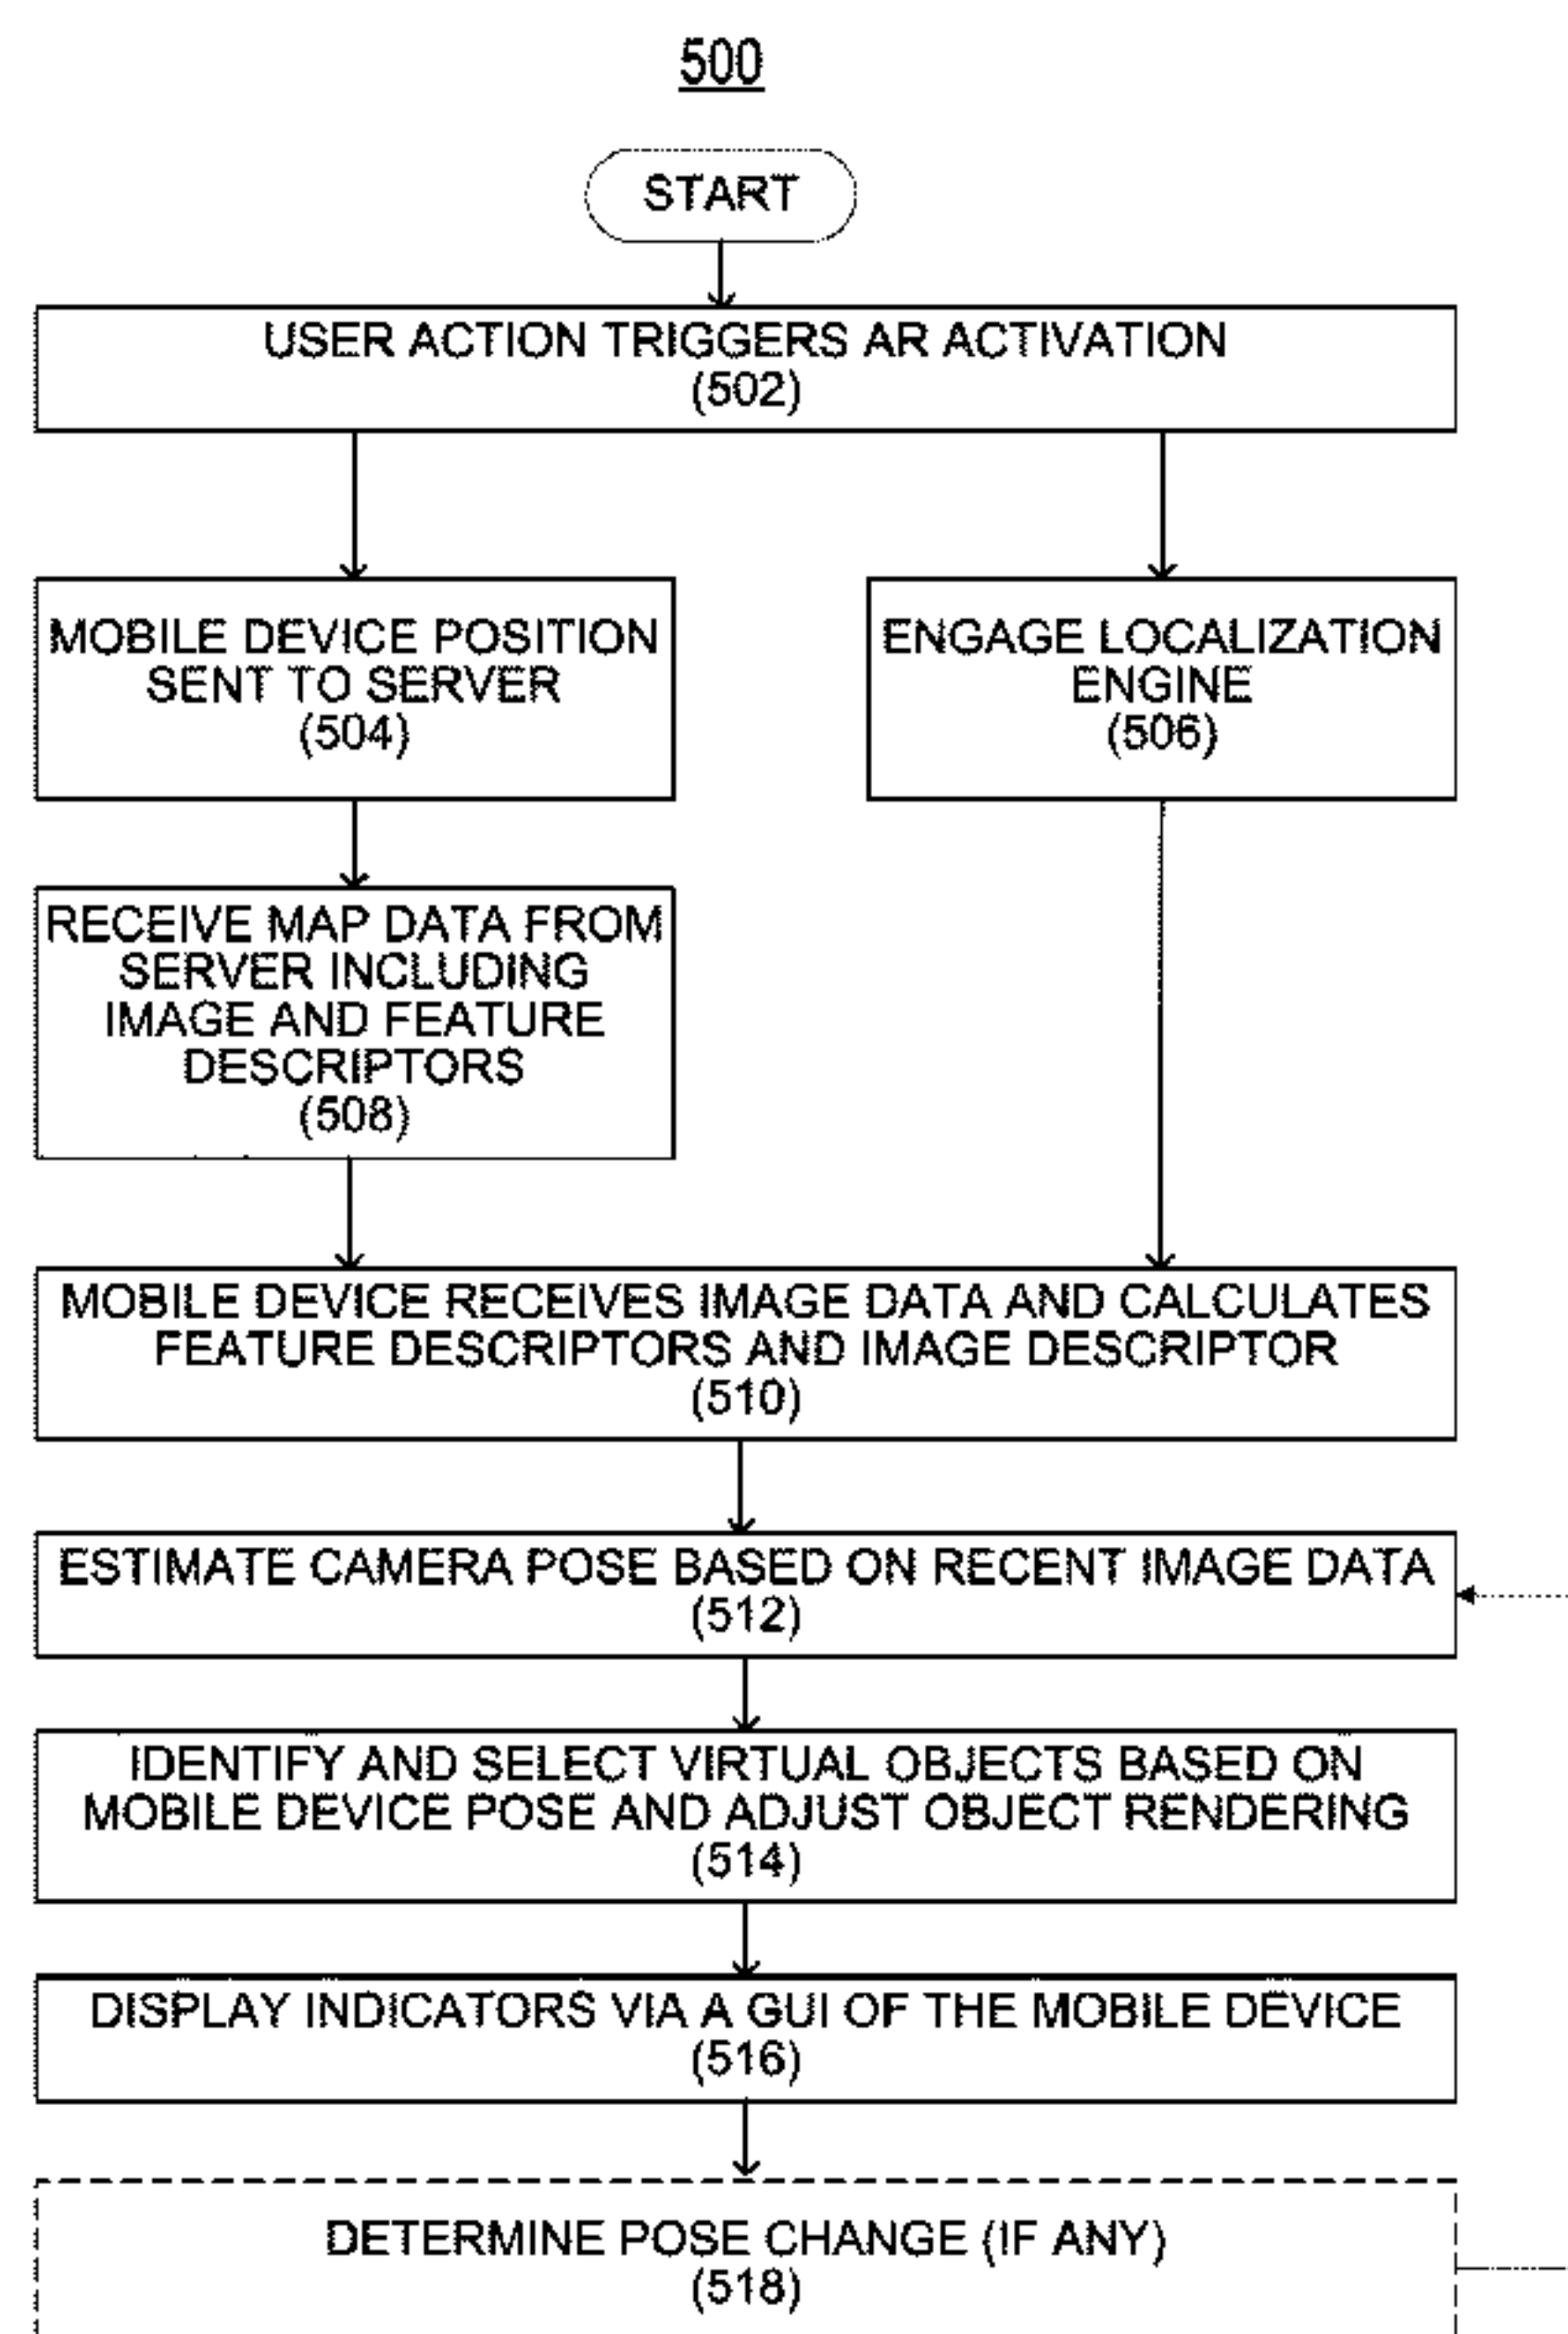 500
START
USER ACTION TRIGGERS AR ACTIVATION
(502)
MOBILE DEVICE POSITION
SENT TO SERVER
(504)
ENGAGE LOCALIZATION
ENGINE
(506)
RECEIVE MAP DATA FROM
SERVER INCLUDING
IMAGE AND FEATURE
DESCRIPTORS
(508)
MOBILE DEVICE RECEIVES IMAGE DATA AND CALCULATES
FEATURE DESCRIPTORS AND IMAGE DESCRIPTOR
(510)
ESTIMATE CAMERA POSE BASED ON RECENT IMAGE DATA
(512)
IDENTIFY AND SELECT VIRTUAL OBJECTS BASED ON
MOBILE DEVICE POSE AND ADJUST OBJECT RENDERING
(514)
DISPLAY INDICATORS VIA A GUI OF THE MOBILE DEVICE
(516)
DETERMINE POSE CHANGE (IF ANY)
(518)